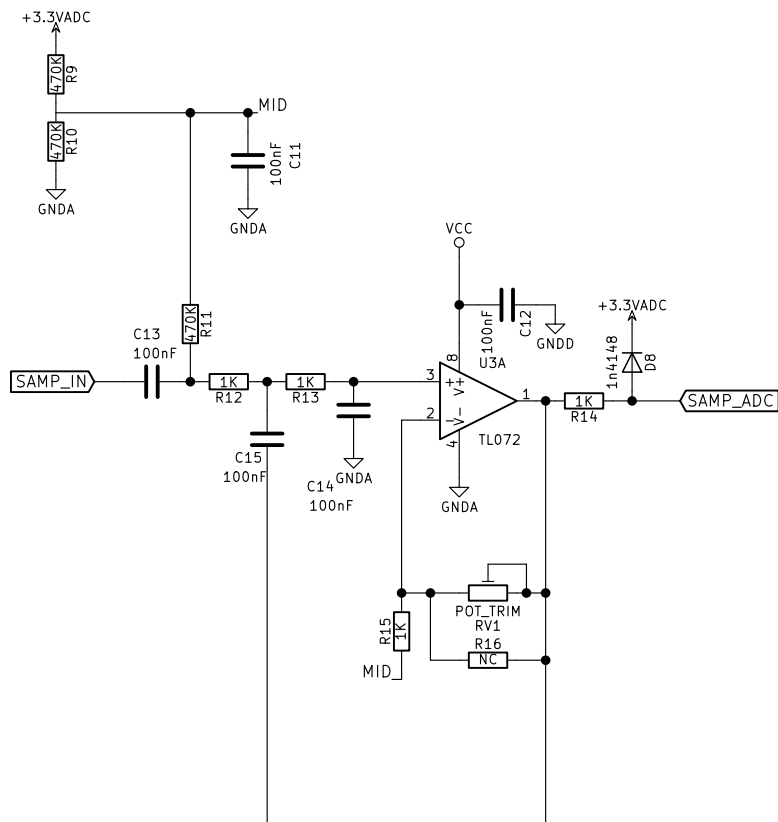 +3.3VADC
470K
R9
MID
470K
R10
100nF
C11
GNDA
GNDA
VCC
470K
R11
100nF
C12
+3.3VADC
C13
100nF
GNDD
1n4148
D8
8
U3A
SAMP_IN
1K
R12
1K
R13
3
+
V+
1
2
-
V-
4
TL072
1K
R14
SAMP_ADC
C15
100nF
C14
100nF
GNDA
GNDA
R15
1K
POT_TRIM
RV1
R16
NC
MID